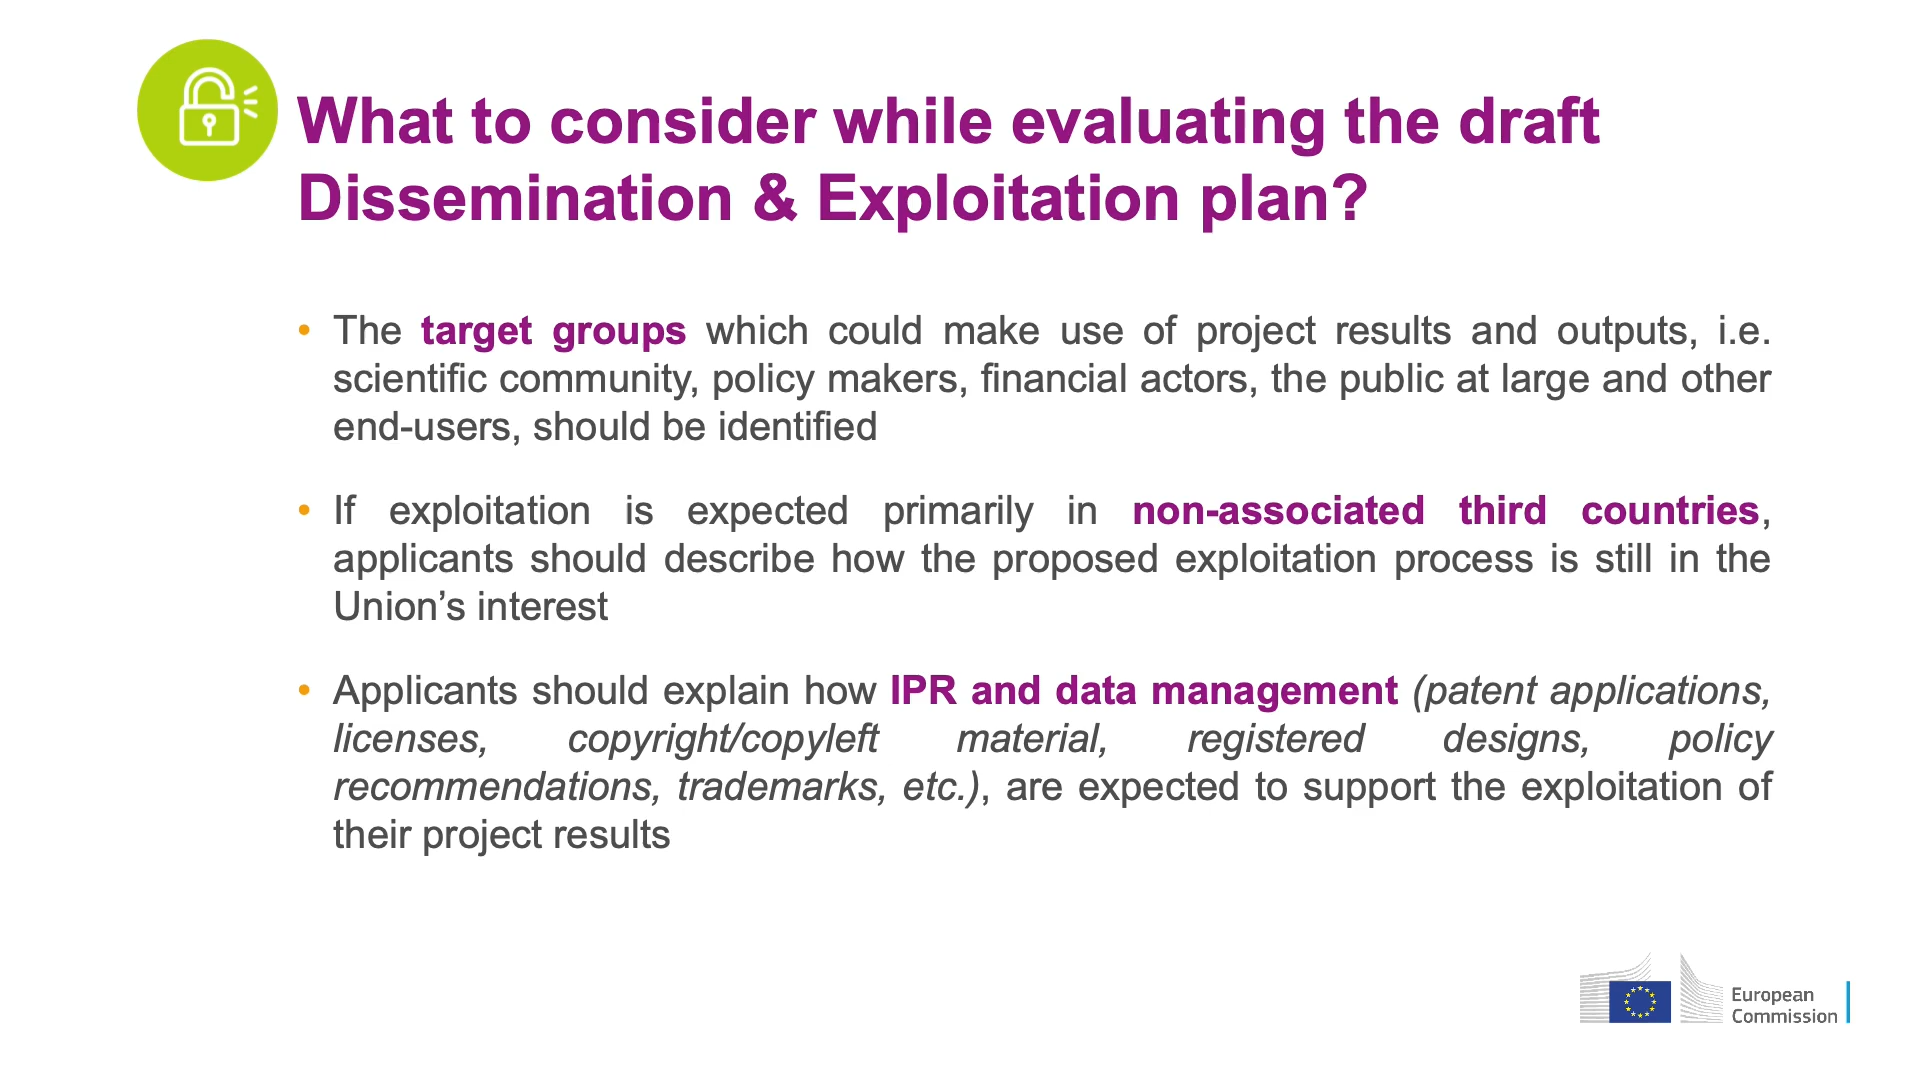 What to consider while evaluating the draft
Dissemination & Exploitation plan?
• The target groups which could make use of project results and outputs, i.e.
scientific community, policy makers, financial actors, the public at large and other
end-users, should be identified
• If exploitation is expected primarily in non-associated third countries,
applicants should describe how the proposed exploitation process is still in the
Union’s interest
• Applicants should explain how IPR and data management (patent applications,
licenses, copyright/copyleft material, registered designs, policy
recommendations, trademarks, etc.), are expected to support the exploitation of
their project results
European
Commission